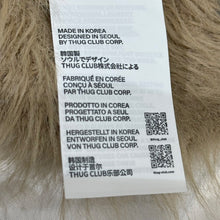 MADE IN KOREA
DESIGNED IN SEOUL
BY THUG CLUB CORP.
韓国製
ソウルでデザイン
THUG CLUB株式会社による
FABRIQUÉ EN CORÉE
CONÇU À SÉOUL
PAR THUG CLUB CORP.
PRODOTTO IN COREA
PROGETTATO A SEUL
DA THUG CLUB CORP.
HERGESTELLT IN KOREA
ENTWORFEN IN SEOUL
VON THUG CLUB CORP.
韩国制造
设计于首尔
THUG CLUB乐部公司